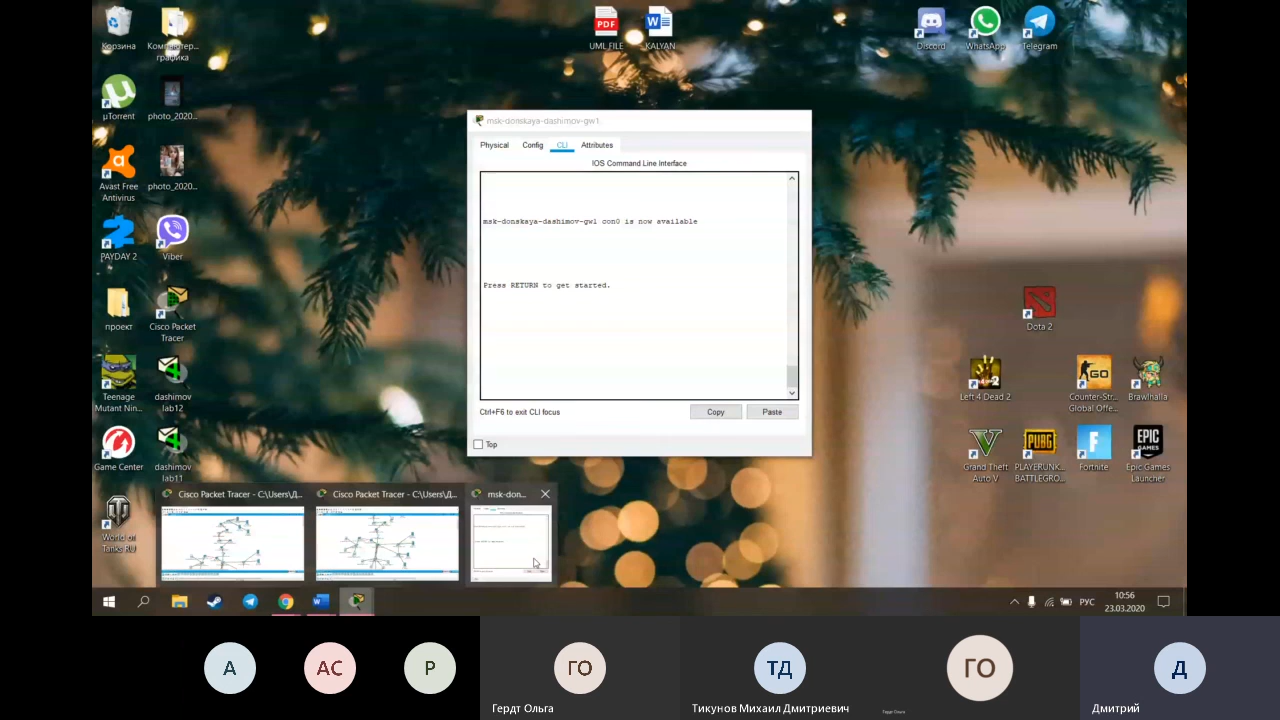 Корзина
Компьютер...
графика
UML FILE
KALYAN
Discord
WhatsApp
Telegram
µTorrent
photo_2020...
Avast Free
Antivirus
photo_2020...
PAYDAY 2
Viber
проект
Cisco Packet
Tracer
Teenage
Mutant Nin...
dashimov
lab12
Game Center
dashimov
lab11
World of
Tanks RU
msk-donskaya-dashimov-gw1
Physical
Config
CLI
Attributes
IOS Command Line Interface
msk-donskaya-dashimov-gw1 con0 is now available
Press RETURN to get started.
Ctrl+F6 to exit CLI focus
Copy
Paste
Top
Dota 2
Left 4 Dead 2
Counter-Str...
Global Offe...
Brawlhalla
Grand Theft
Auto V
PLAYERUNK...
BATTLEGRO...
Fortnite
Epic Games
Launcher
Cisco Packet Tracer - C:\Users\Д...
Cisco Packet Tracer - C:\Users\Д...
msk-don...
РУС
10:56
23.03.2020
А
АС
Р
ГО
Гердт Ольга
ТД
Тикунов Михаил Дмитриевич
ГО
Гердт Ольга
Д
Дмитрий